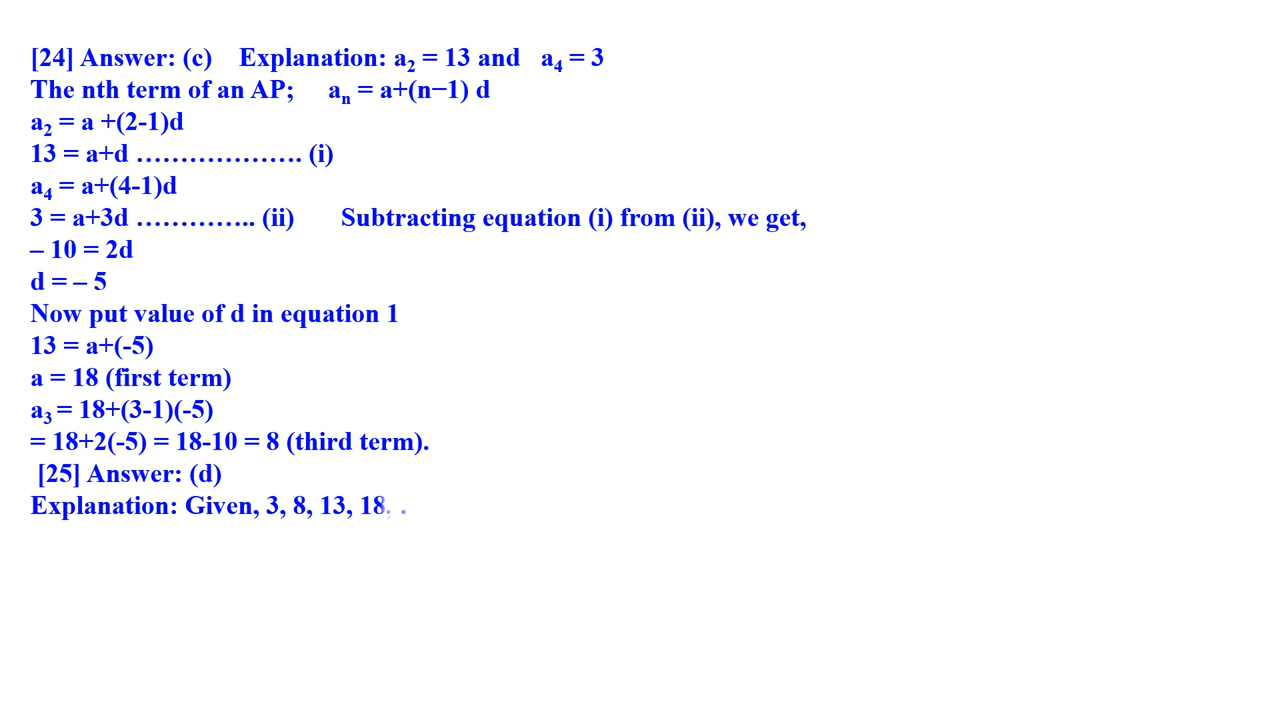 [24] Answer: (c) Explanation: a₂ = 13 and a₄ = 3
The nth term of an AP; aₙ = a+(n−1) d
a₂ = a +(2-1)d
13 = a+d ………………. (i)
a₄ = a+(4-1)d
3 = a+3d ………….. (ii) Subtracting equation (i) from (ii), we get,
– 10 = 2d
d = – 5
Now put value of d in equation 1
13 = a+(-5)
a = 18 (first term)
a₃ = 18+(3-1)(-5)
= 18+2(-5) = 18-10 = 8 (third term).
[25] Answer: (d)
Explanation: Given, 3, 8, 13, 18, .